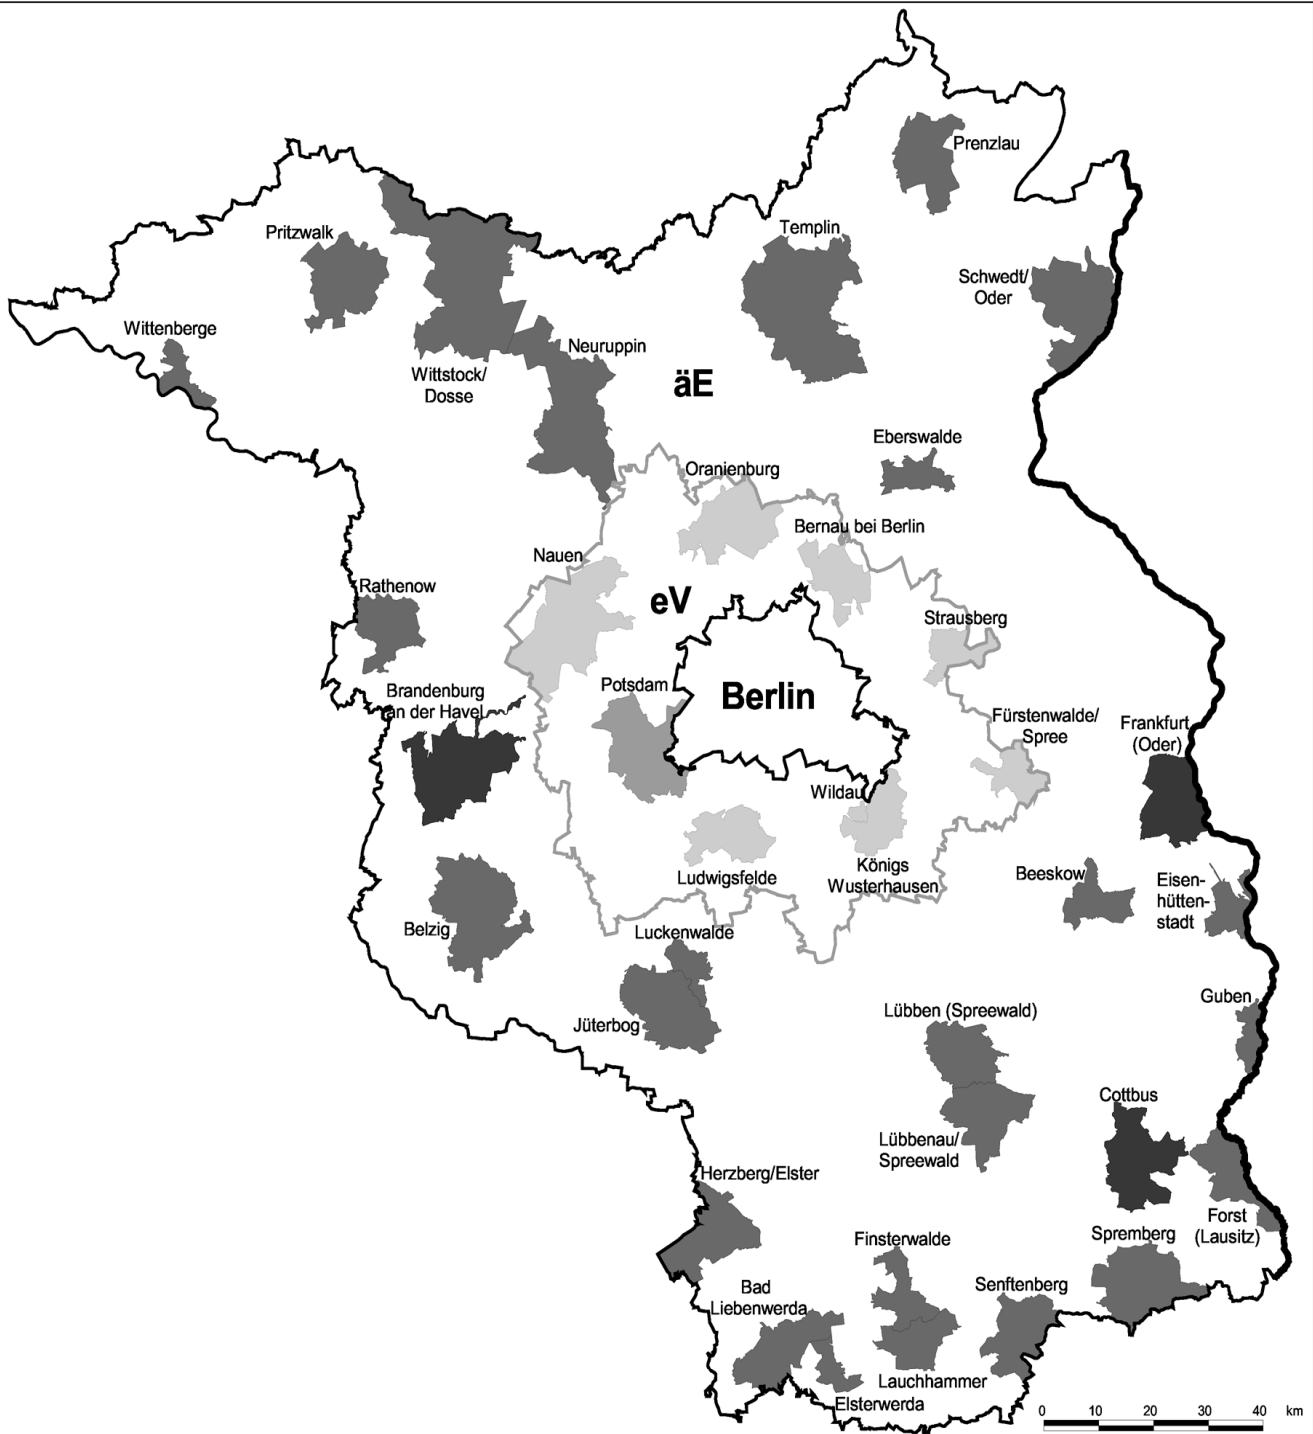 Prenzlau
Pritzwalk
Templin
Schwedt/
Oder
Wittenberge
Neuruppin
Wittstock/
Dosse
äE
Eberswalde
Oranienburg
Bernau bei Berlin
Nauen
Rathenow
eV
Strausberg
Potsdam
Berlin
Brandenburg
an der Havel
Fürstenwalde/
Spree
Frankfurt
(Oder)
Wildau
Ludwigsfelde
Königs
Wusterhausen
Beeskow
Eisen-
hütten-
stadt
Belzig
Luckenwalde
Jüterbog
Guben
Lübben (Spreewald)
Cottbus
Lübbenau/
Spreewald
Herzberg/Elster
Forst
(Lausitz)
Spremberg
Finsterwalde
Senftenberg
Bad
Liebenwerda
Lauchhammer
Elsterwerda
0 10 20 30 40 km